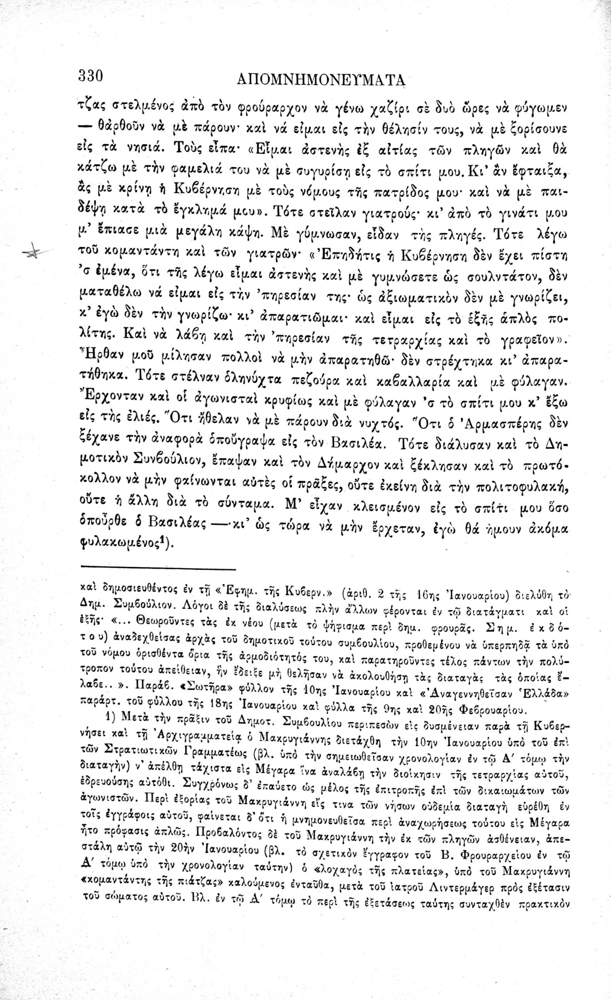 330
ΑΠΟΜΝΗΜΟΝΕΥΜΑΤΑ
τζας στελμένος ἀπὸ τὸν φρούραρχον νὰ γένω χαζίρι σὲ δυὸ ὧρες νὰ φύγωμεν
— θἀρθοῦν νὰ μὲ πάρουν· καὶ νά εἰμαι εἰς τὴν θέλησίν τους, νὰ μὲ ξορίσουνε
εἰς τὰ νησιά. Τοὺς εἶπα· «Εἶμαι ἀστενὴς ἐξ αἰτίας τῶν πληγῶν καὶ θὰ
κάτζω μὲ τὴν φαμελιά του νὰ μὲ συγυρίσῃ εἰς τὸ σπίτι μου. Κι’ ἂν ἔφταιξα,
ἂς μὲ κρίνῃ ἡ Κυβέρνηση μὲ τοὺς νόμους τῆς πατρίδος μου· καὶ νὰ μὲ παι-
δέψῃ κατὰ τὸ ἔγκλημά μου». Τότε στεῖλαν γιατρούς· κι’ ἀπὸ τὸ γινάτι μου
μ’ ἔπιασε μιὰ μεγάλη κάψη. Μὲ γύμνωσαν, εἶδαν τὴς πληγές. Τότε λέγω
τοῦ κομαντάντη καὶ τῶν γιατρῶν· «Ἐπηδήτις ἡ Κυβέρνηση δὲν ἔχει πίστη
’σ ἐμένα, ὅτι τῆς λέγω εἶμαι ἀστενὴς καὶ μὲ γυμνώσετε ὡς σουλντάτον, δὲν
ματαθέλω νά εἰμαι εἰς τὴν ’πηρεσίαν της· ὡς ἀξιωματικὸν δὲν μὲ γνωρίζει,
κ’ ἐγὼ δὲν τὴν γνωρίζω· κι’ ἀπαρατιῶμαι· καὶ εἶμαι εἰς τὸ ἑξῆς ἁπλὸς πο-
λίτης. Καὶ νὰ λάβῃ καὶ τὴν ’πηρεσίαν τῆς τετραρχίας καὶ τὸ γραφεῖον».
Ἦρθαν μοῦ μίλησαν πολλοὶ νὰ μὴν ἀπαρατηθῶ· δὲν στρέχτηκα κι’ ἀπαρα-
τήθηκα. Τότε στέλναν ὁληνύχτα πεζούρα καὶ καβαλλαρία καὶ μὲ φύλαγαν.
Ἔρχονταν καὶ οἱ ἀγωνισταὶ κρυφίως καὶ μὲ φύλαγαν ’σ τὸ σπίτι μου κ’ ἔξω
εἰς τὴς ἐλιές. Ὅτι ἤθελαν νὰ μὲ πάρουν διὰ νυχτός. Ὅτι ὁ Ἀρμασπέρης δὲν
ξέχανε τὴν ἀναφορὰ ὁποὔγραψα εἰς τὸν Βασιλέα. Τότε διάλυσαν καὶ τὸ Δη-
μοτικὸν Συνβούλιον, ἔπαψαν καὶ τὸν Δήμαρχον καὶ ξέκλησαν καὶ τὸ πρωτό-
κολλον νὰ μὴν φαίνωνται αὐτὲς οἱ πρᾶξες, οὔτε ἐκείνη διὰ τὴν πολιτοφυλακή,
οὔτε ἡ ἄλλη διὰ τὸ σύνταμα. Μ’ εἶχαν κλεισμένον εἰς τὸ σπίτι μου ὅσο
ὁποὖρθε ὁ Βασιλέας — κι’ ὡς τώρα νὰ μὴν ἔρχεταν, ἐγὼ θά ἡμουν ἀκόμα
φυλακωμένος¹).
καὶ δημοσιευθέντος ἐν τῇ «Ἐφημ. τῆς Κυβερν.» (ἀριθ. 2 τῆς 16ης Ἰανουαρίου) διελύθη τὸ
Δημ. Συμβούλιον. Λόγοι δὲ τῆς διαλύσεως πλὴν ἄλλων φέρονται ἐν τῷ διατάγματι καὶ οἱ
ἑξῆς· «... Θεωροῦντες τὰς ἐκ νέου (μετὰ τὸ ψήφισμα περὶ δημ. φρουρᾶς. Σημ. ἐκδό-
του) ἀναδεχθείσας ἀρχὰς τοῦ δημοτικοῦ τούτου συμβουλίου, προθεμένου νὰ ὑπερπηδᾷ τὰ ὑπὸ
τοῦ νόμου ὁρισθέντα ὅρια τῆς ἁρμοδιότητός του, καὶ παρατηροῦντες τέλος πάντων τὴν πολύ-
τροπον τούτου ἀπείθειαν, ἣν ἔδειξε μὴ θελῆσαν νὰ ἀκολουθήσῃ τὰς διαταγὰς τὰς ὁποίας ἔ-
λαβε..». Παράβ. «Σωτῆρα» φύλλον τῆς 10ης Ἰανουαρίου καὶ «Ἀναγεννηθεῖσαν Ἑλλάδα»
παράρτ. τοῦ φύλλου τῆς 18ης Ἰανουαρίου καὶ φύλλα τῆς 9ης καὶ 20ῆς Φεβρουαρίου.
1) Μετὰ τὴν πρᾶξιν τοῦ Δημοτ. Συμβουλίου περιπεσὼν εἰς δυσμένειαν παρὰ τῇ Κυβερ-
νήσει καὶ τῇ Ἀρχιγραμματείᾳ ὁ Μακρυγιάννης διετάχθη τὴν 10ην Ἰανουαρίου ὑπὸ τοῦ ἐπὶ
τῶν Στρατιωτικῶν Γραμματέως (βλ. ὑπὸ τὴν σημειωθεῖσαν χρονολογίαν ἐν τῷ Α′ τόμῳ τὴν
διαταγὴν) ν’ ἀπέλθῃ τάχιστα εἰς Μέγαρα ἵνα ἀναλάβῃ τὴν διοίκησιν τῆς τετραρχίας αὐτοῦ,
ἑδρευούσης αὐτόθι. Συγχρόνως δ’ ἐπαύετο ὡς μέλος τῆς ἐπιτροπῆς ἐπὶ τῶν δικαιωμάτων τῶν
ἀγωνιστῶν. Περὶ ἐξορίας τοῦ Μακρυγιάννη εἴς τινα τῶν νήσων οὐδεμία διαταγὴ εὑρέθη ἐν
τοῖς ἐγγράφοις αὐτοῦ, φαίνεται δ’ ὅτι ἡ μνημονευθεῖσα περὶ ἀναχωρήσεως τούτου εἰς Μέγαρα
ἦτο πρόφασις ἁπλῶς. Προβαλόντος δὲ τοῦ Μακρυγιάννη τὴν ἐκ τῶν πληγῶν ἀσθένειαν, ἀπε-
στάλη αὐτῷ τὴν 20ὴν Ἰανουαρίου (βλ. τὸ σχετικὸν ἔγγραφον τοῦ Β. Φρουραρχείου ἐν τῷ
Α′ τόμῳ ὑπὸ τὴν χρονολογίαν ταύτην) ὁ «λοχαγὸς τῆς πλατείας», ὑπὸ τοῦ Μακρυγιάννη
«κομαντάντης τῆς πιάτζας» καλούμενος ἐνταῦθα, μετὰ τοῦ ἰατροῦ Λιντερμάγερ πρὸς ἐξέτασιν
τοῦ σώματος αὐτοῦ. Βλ. ἐν τῷ Α′ τόμῳ τὸ περὶ τῆς ἐξετάσεως ταύτης συνταχθὲν πρακτικὸν